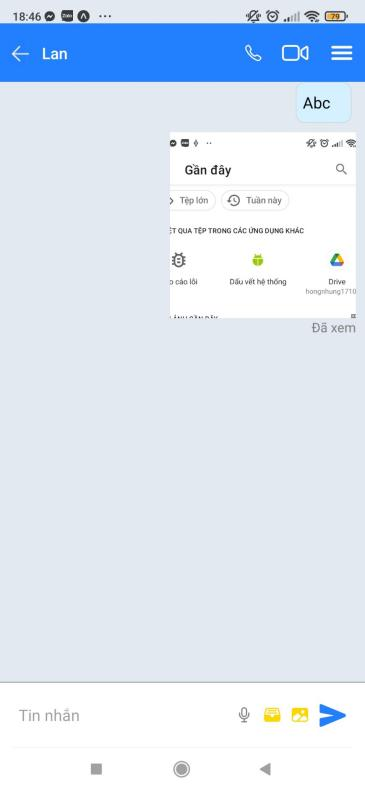 18:46
Zalo
79
Lan
Abc
Gần đây
Tệp lớn
Tuần này
ẾT QUẢ TỆP TRONG CÁC ỨNG DỤNG KHÁC
o cáo lỗi
Dấu vết hệ thống
Drive
hongnhung1710
Đã xem
Tin nhắn